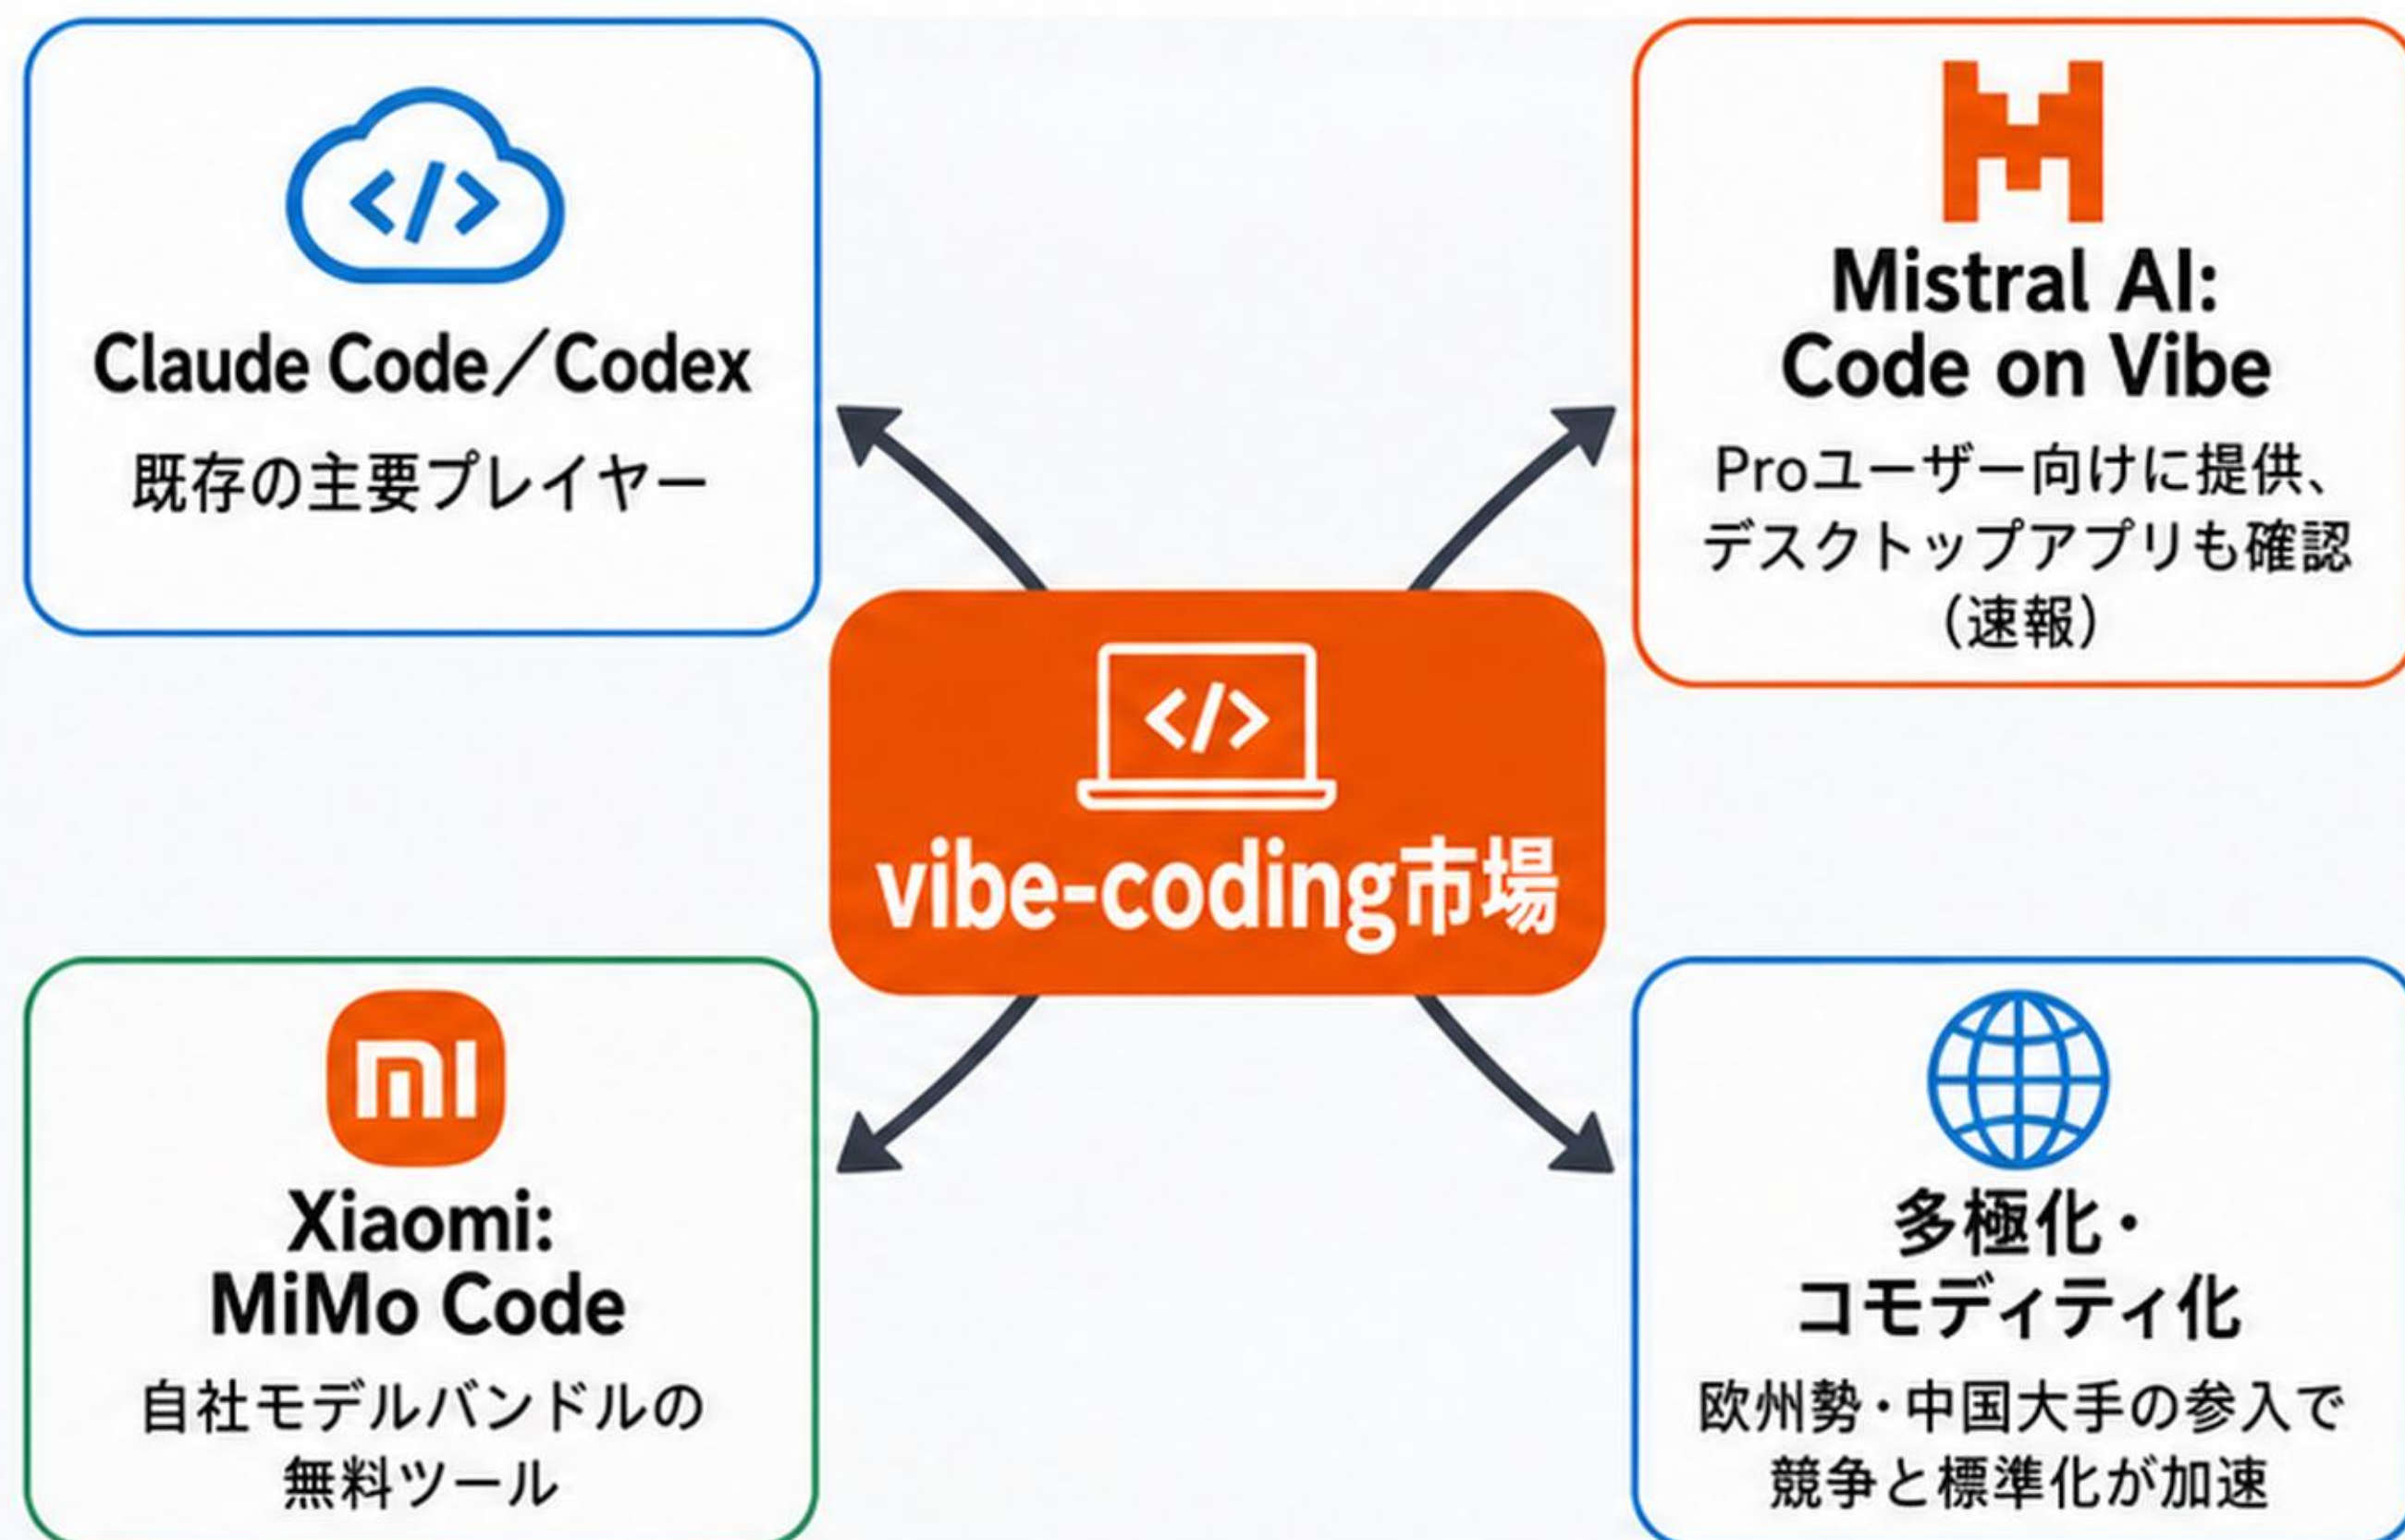 Claude Code／Codex
既存の主要プレイヤー
Mistral AI:
Code on Vibe
Proユーザー向けに提供、
デスクトップアプリも確認
（速報）
</>
vibe-coding市場
Xiaomi:
MiMo Code
自社モデルバンドルの
無料ツール
多極化・
コモディティ化
欧州勢・中国大手の参入で
競争と標準化が加速